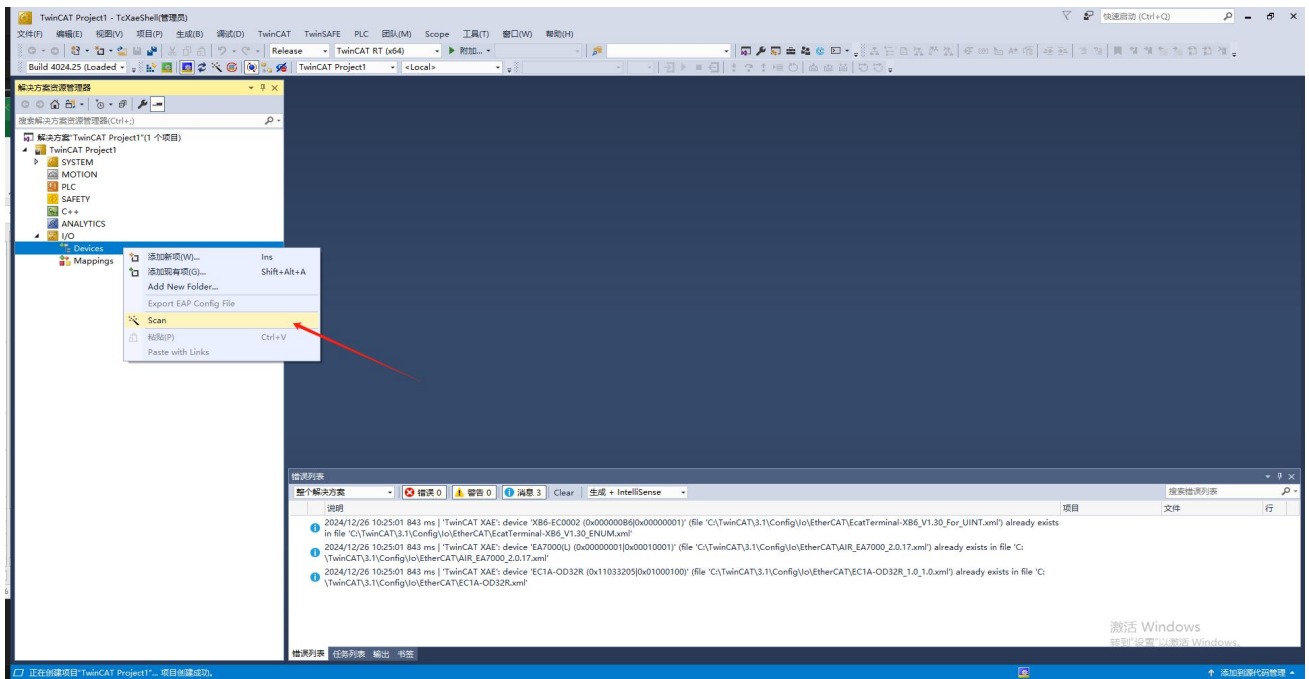 TwinCAT Project1 - TcXaeShell(管理员)
快速启动 (Ctrl+Q)
文件(F) 编辑(E) 视图(V) 项目(P) 生成(B) 调试(D) TwinCAT TwinSAFE PLC 团队(M) Scope 工具(T) 窗口(W) 帮助(H)
Release TwinCAT RT (x64) 附加...
Build 4024.25 (Loaded TwinCAT Project1 <Local>
解决方案资源管理器
搜索解决方案资源管理器(Ctrl+;)
解决方案"TwinCAT Project1"(1 个项目)
TwinCAT Project1
SYSTEM
MOTION
PLC
SAFETY
C++
ANALYTICS
I/O
Devices
Mappings
添加新项(W)... Ins
添加现有项(G)... Shift+Alt+A
Add New Folder...
Export EAP Config File
Scan
粘贴(P) Ctrl+V
Paste with Links
错误列表
整个解决方案 错误 0 警告 0 消息 3 Clear 生成 + IntelliSense 搜索错误列表
说明 项目 文件 行
2024/12/26 10:25:01 843 ms | 'TwinCAT XAE': device 'XB6-EC0002 (0x000000B6|0x00000001)' (file 'C:\TwinCAT\3.1\Config\Io\EtherCAT\EcatTerminal-XB6_V1.30_For_UINT.xml') already exists
in file 'C:\TwinCAT\3.1\Config\Io\EtherCAT\EcatTerminal-XB6_V1.30_ENUM.xml'
2024/12/26 10:25:01 843 ms | 'TwinCAT XAE': device 'EA7000(L) (0x00000001|0x00010001)' (file 'C:\TwinCAT\3.1\Config\Io\EtherCAT\AIR_EA7000_2.0.17.xml') already exists in file 'C:
\TwinCAT\3.1\Config\Io\EtherCAT\AIR_EA7000 2.0.17.xml'
2024/12/26 10:25:01 843 ms | 'TwinCAT XAE': device 'EC1A-OD32R (0x11033205|0x01000100)' (file 'C:\TwinCAT\3.1\Config\Io\EtherCAT\EC1A-OD32R_1.0_1.0.xml') already exists in file 'C:
\TwinCAT\3.1\Config\Io\EtherCAT\EC1A-OD32R.xml'
激活 Windows
转到"设置"以激活 Windows。
错误列表 任务列表 输出 书签
正在创建项目"TwinCAT Project1"... 项目创建成功。 添加到源代码管理